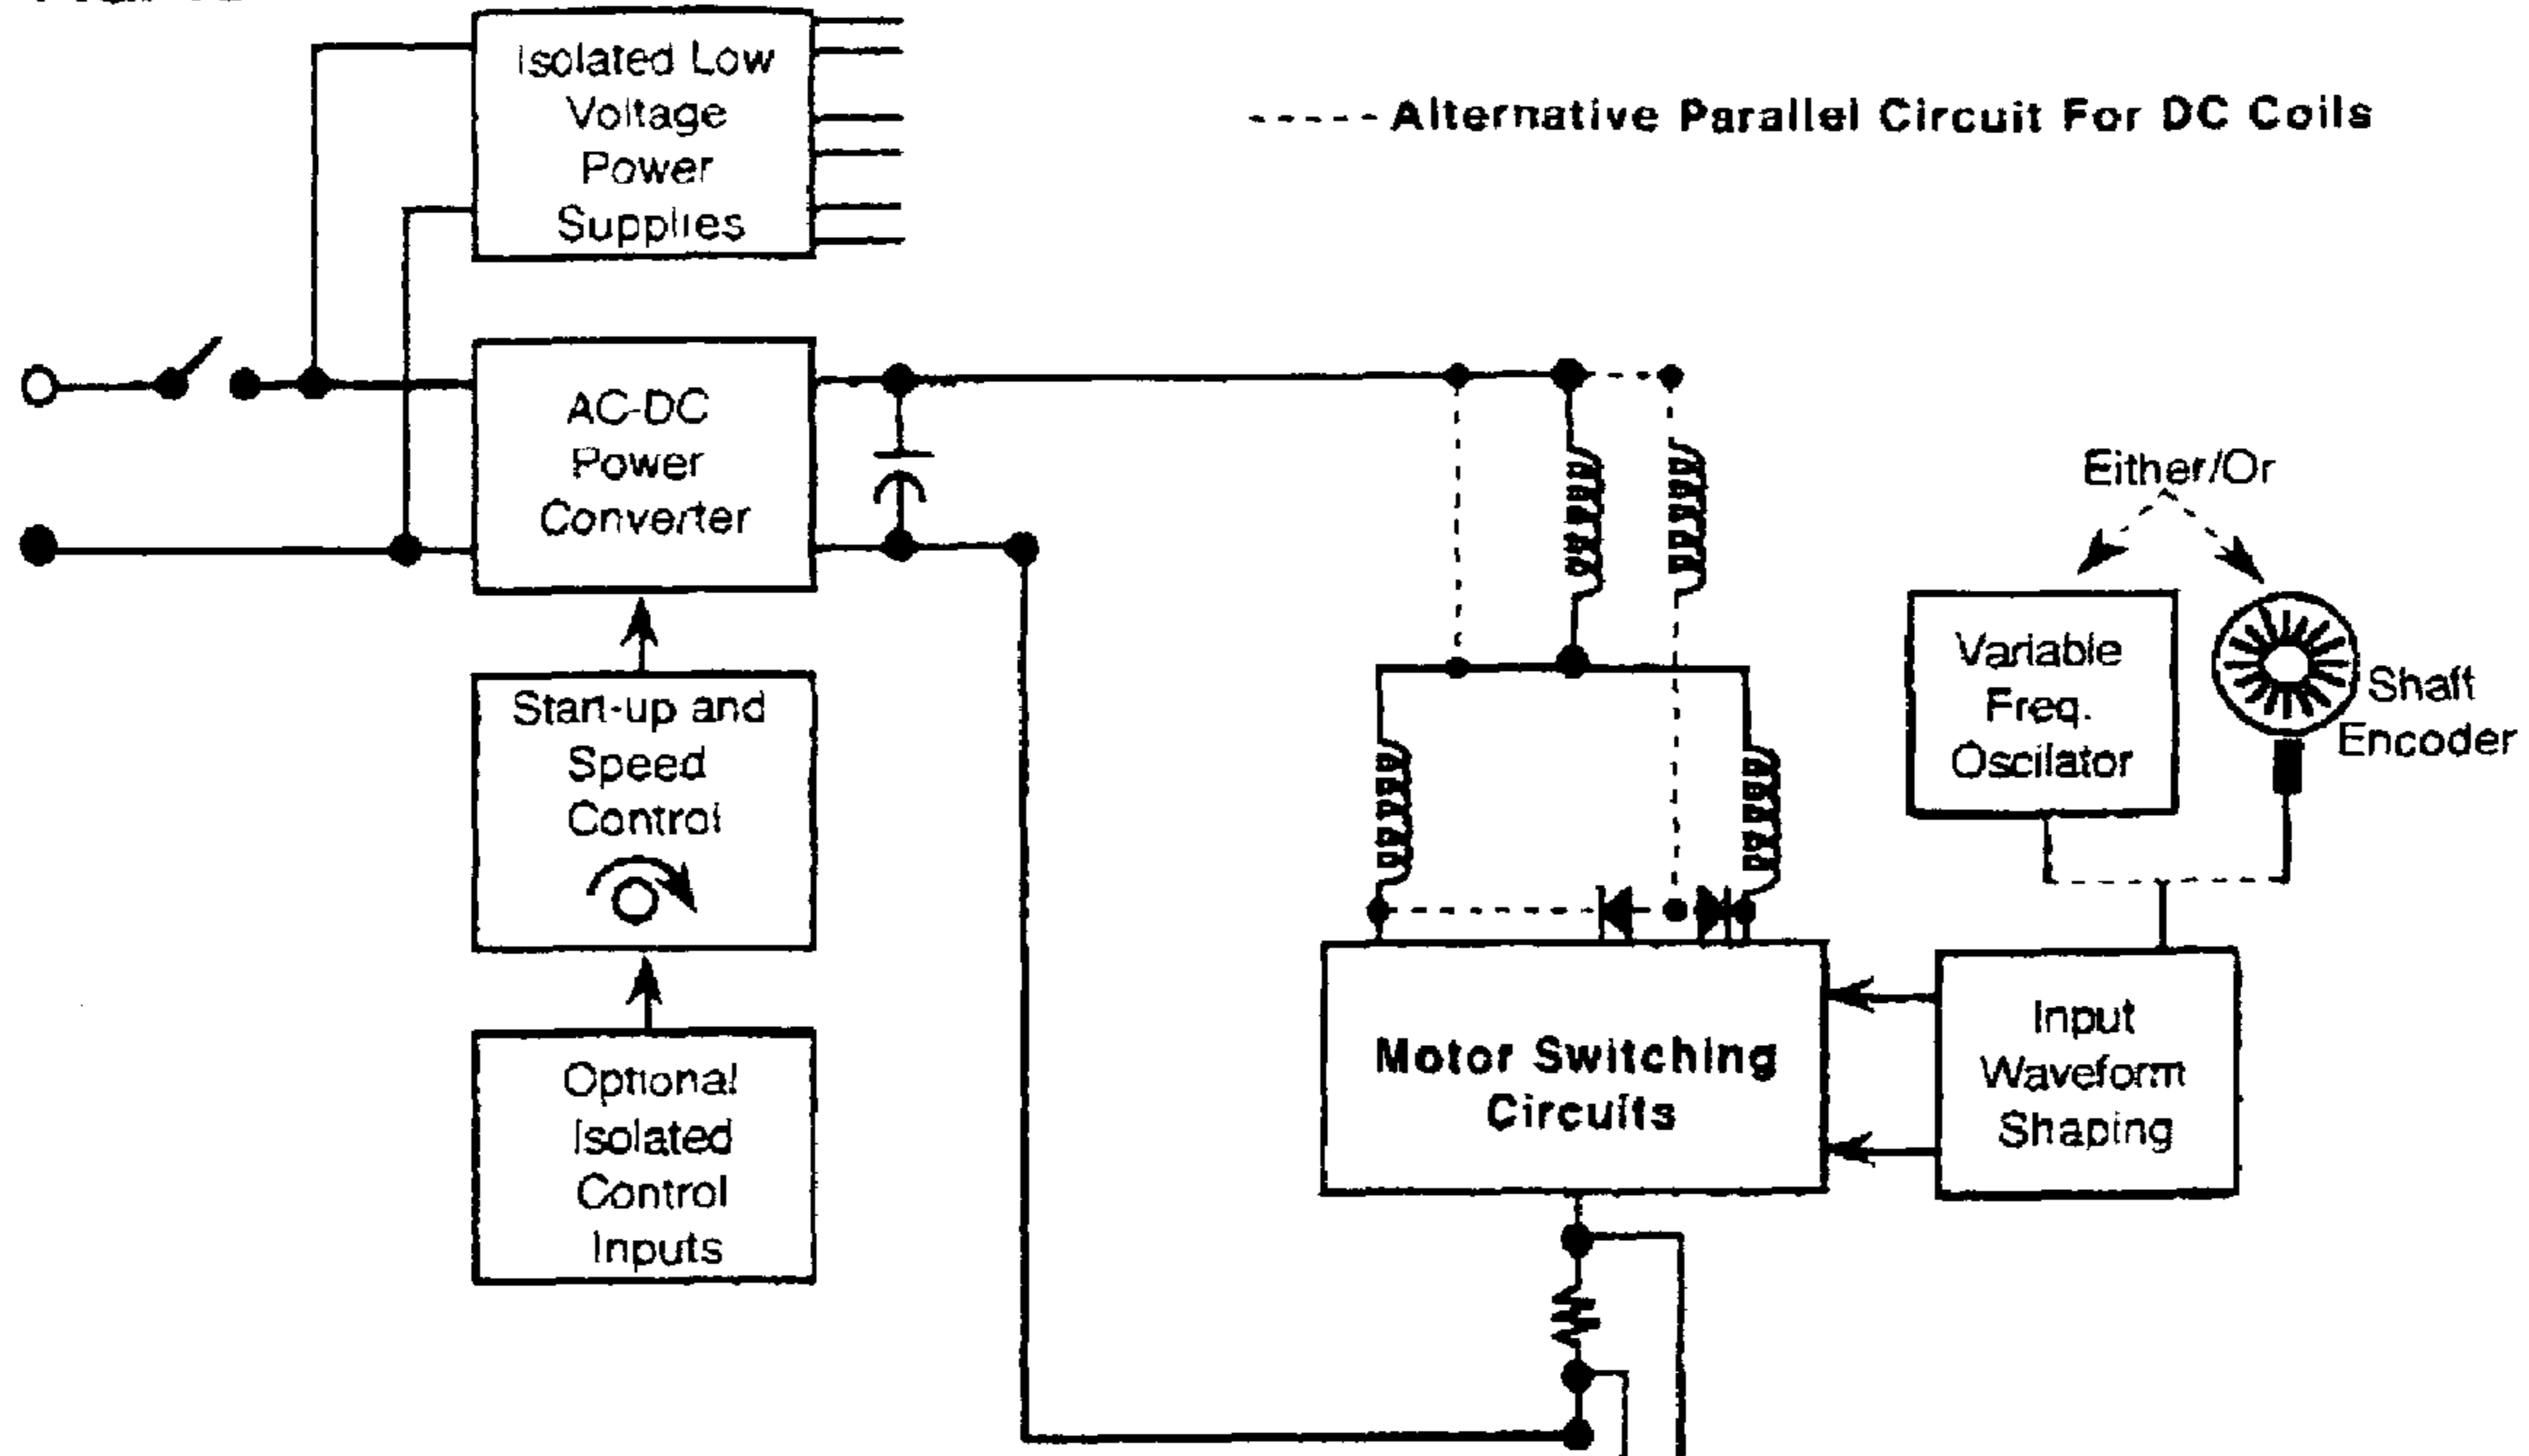 Isolated Low
Voltage
Power
Supplies
Alternative Parallel Circuit For DC Coils
AC-DC
Power
Converter
Either/Or
Variable
Freq.
Oscilator
Shaft
Encoder
Start-up and
Speed
Control
Motor Switching
Circuits
Input
Waveform
Shaping
Optional
Isolated
Control
Inputs